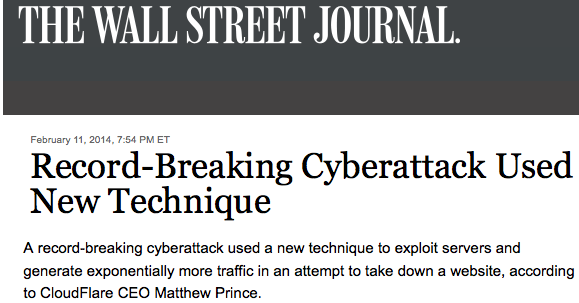 THE WALL STREET JOURNAL.
February 11, 2014, 7:54 PM ET
Record-Breaking Cyberattack Used
New Technique
A record-breaking cyberattack used a new technique to exploit servers and
generate exponentially more traffic in an attempt to take down a website, according
to CloudFlare CEO Matthew Prince.